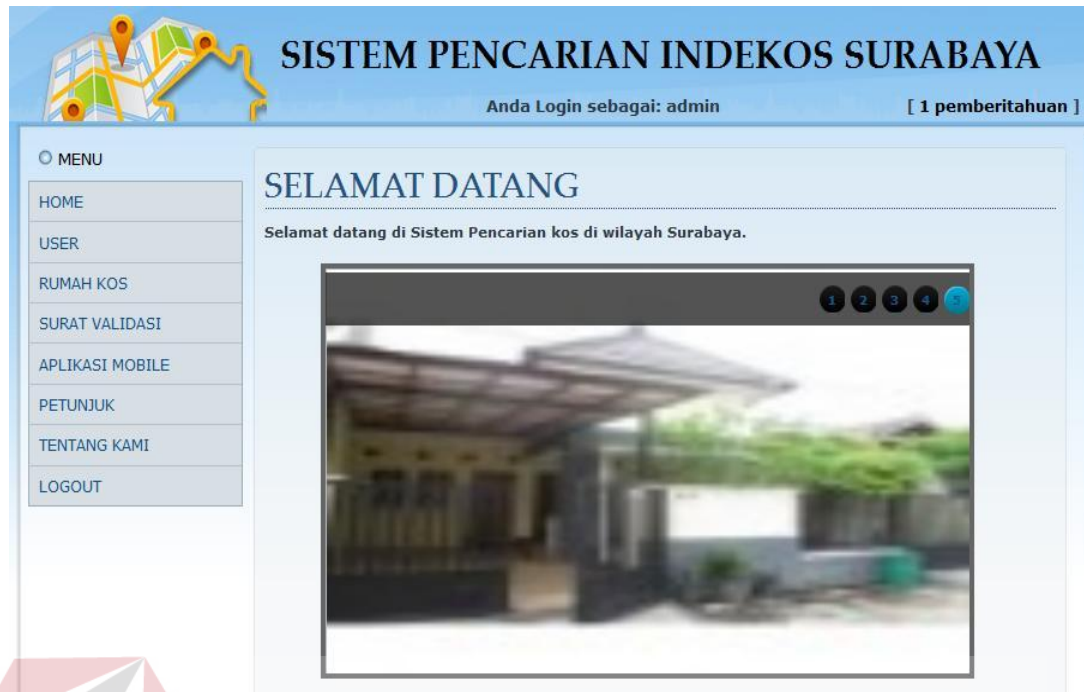 SISTEM PENCARIAN INDEKOS SURABAYA
Anda Login sebagai: admin [ 1 pemberitahuan ]
MENU
HOME
USER
RUMAH KOS
SURAT VALIDASI
APLIKASI MOBILE
PETUNJUK
TENTANG KAMI
LOGOUT
SELAMAT DATANG
Selamat datang di Sistem Pencarian kos di wilayah Surabaya.
1 2 3 4 5